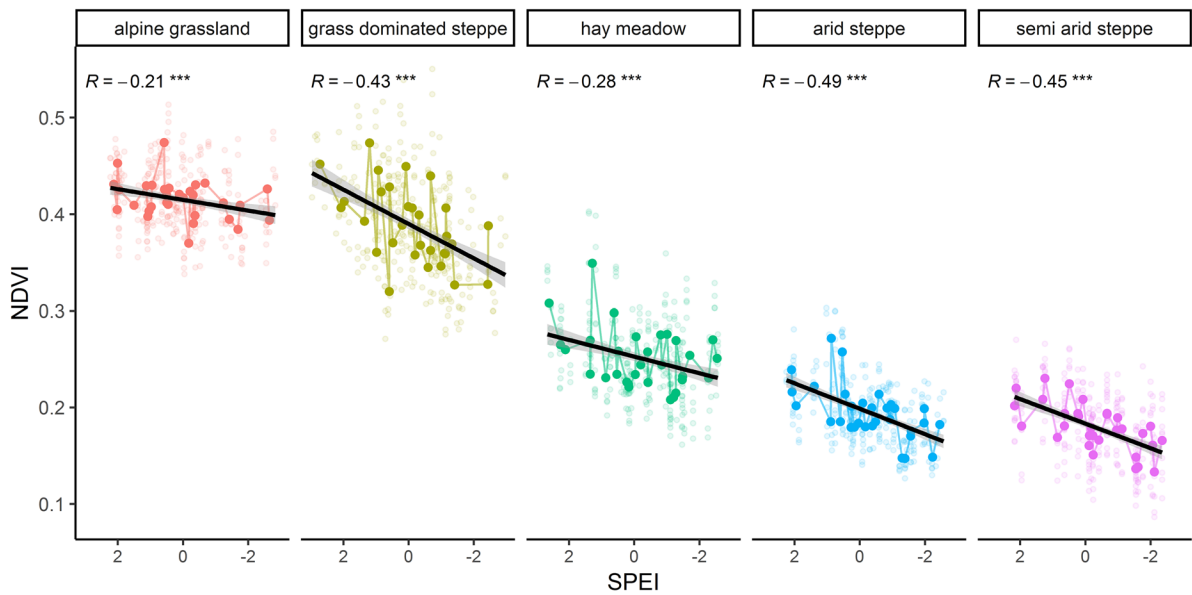 alpine grassland
grass dominated steppe
hay meadow
arid steppe
semi arid steppe
R = −0.21 ***
R = −0.43 ***
R = −0.28 ***
R = −0.49 ***
R = −0.45 ***
NDVI
0.5
0.4
0.3
0.2
0.1
2 0 -2
2 0 -2
2 0 -2
2 0 -2
2 0 -2
SPEI